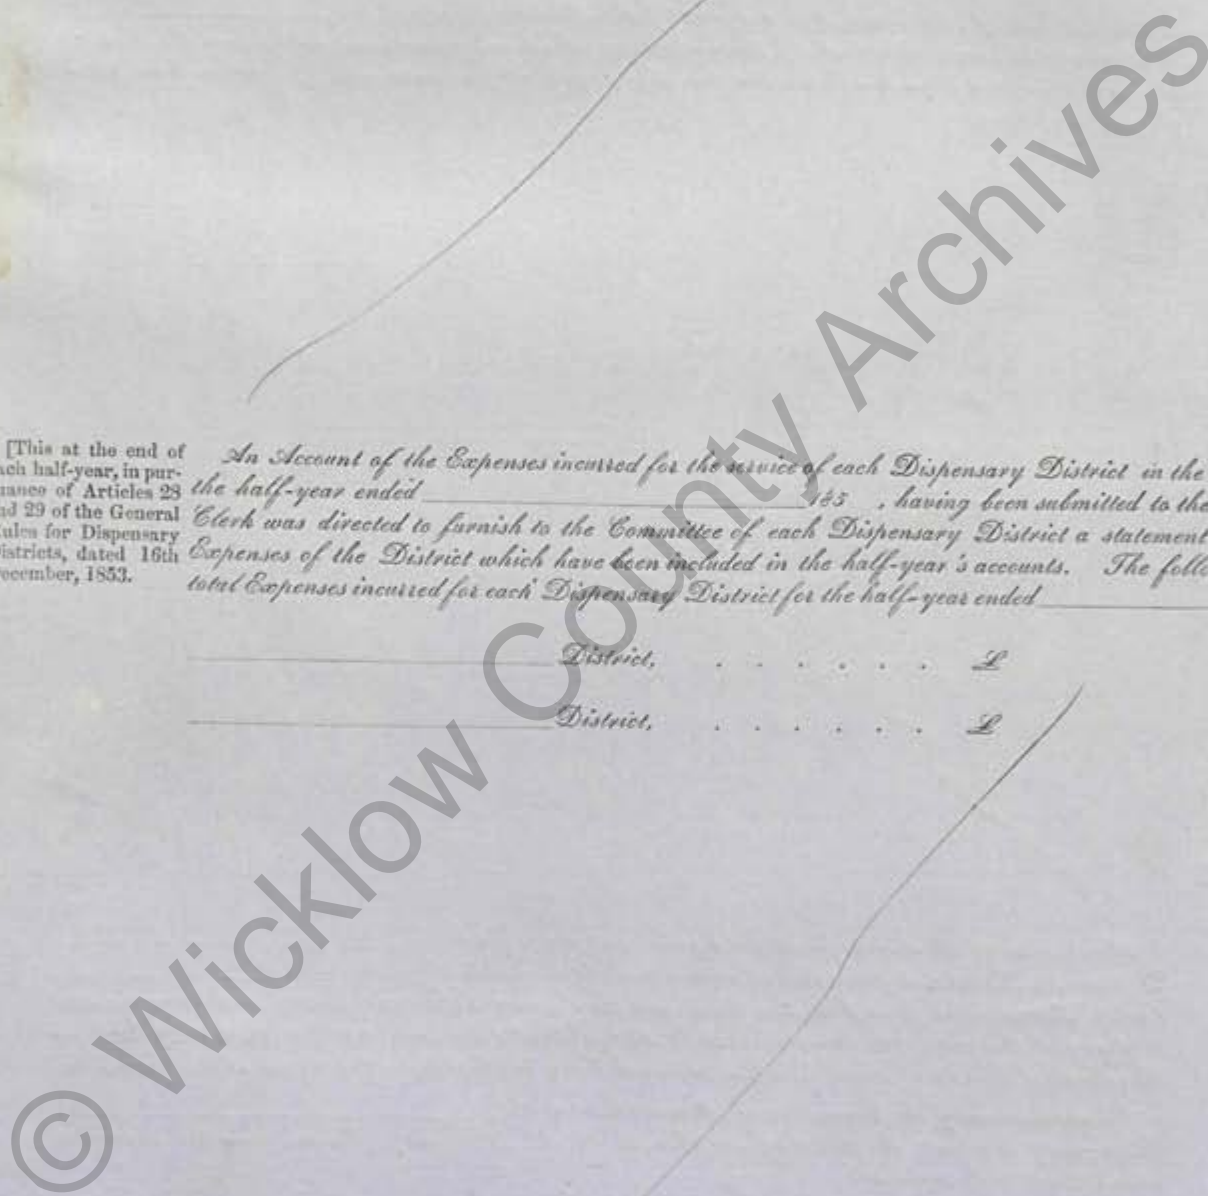 [This at the end of
ach half-year, in pur-
uance of Articles 28
nd 29 of the General
ules for Dispensary
istricts, dated 16th
ecember, 1853.
An Account of the Expenses incurred for the service of each Dispensary District in the
the half-year ended 185 , having been submitted to the
Clerk was directed to furnish to the Committee of each Dispensary District a statement
Expenses of the District which have been included in the half-year's accounts. The follo
total Expenses incurred for each Dispensary District for the half-year ended
District, . . . . . . £
District, . . . . . . £
© Wicklow County Archives